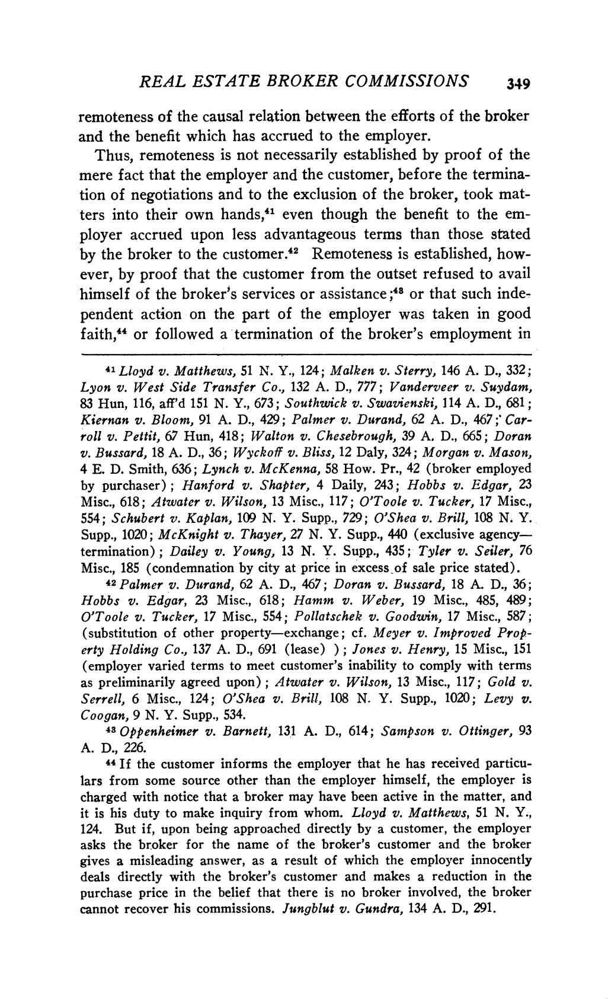 REAL ESTATE BROKER COMMISSIONS 349
remoteness of the causal relation between the efforts of the broker
and the benefit which has accrued to the employer.
Thus, remoteness is not necessarily established by proof of the
mere fact that the employer and the customer, before the termina-
tion of negotiations and to the exclusion of the broker, took mat-
ters into their own hands,⁴¹ even though the benefit to the em-
ployer accrued upon less advantageous terms than those stated
by the broker to the customer.⁴² Remoteness is established, how-
ever, by proof that the customer from the outset refused to avail
himself of the broker's services or assistance;⁴³ or that such inde-
pendent action on the part of the employer was taken in good
faith,⁴⁴ or followed a termination of the broker's employment in
⁴¹ Lloyd v. Matthews, 51 N. Y., 124; Malken v. Sterry, 146 A. D., 332;
Lyon v. West Side Transfer Co., 132 A. D., 777; Vanderveer v. Suydam,
83 Hun, 116, aff'd 151 N. Y., 673; Southwick v. Swavienski, 114 A. D., 681;
Kiernan v. Bloom, 91 A. D., 429; Palmer v. Durand, 62 A. D., 467; Car-
roll v. Pettit, 67 Hun, 418; Walton v. Chesebrough, 39 A. D., 665; Doran
v. Bussard, 18 A. D., 36; Wyckoff v. Bliss, 12 Daly, 324; Morgan v. Mason,
4 E. D. Smith, 636; Lynch v. McKenna, 58 How. Pr., 42 (broker employed
by purchaser); Hanford v. Shapter, 4 Daily, 243; Hobbs v. Edgar, 23
Misc., 618; Atwater v. Wilson, 13 Misc., 117; O'Toole v. Tucker, 17 Misc.,
554; Schubert v. Kaplan, 109 N. Y. Supp., 729; O'Shea v. Brill, 108 N. Y.
Supp., 1020; McKnight v. Thayer, 27 N. Y. Supp., 440 (exclusive agency—
termination); Dailey v. Young, 13 N. Y. Supp., 435; Tyler v. Seiler, 76
Misc., 185 (condemnation by city at price in excess of sale price stated).
⁴² Palmer v. Durand, 62 A. D., 467; Doran v. Bussard, 18 A. D., 36;
Hobbs v. Edgar, 23 Misc., 618; Hamm v. Weber, 19 Misc., 485, 489;
O'Toole v. Tucker, 17 Misc., 554; Pollatschek v. Goodwin, 17 Misc., 587;
(substitution of other property—exchange; cf. Meyer v. Improved Prop-
erty Holding Co., 137 A. D., 691 (lease) ); Jones v. Henry, 15 Misc., 151
(employer varied terms to meet customer's inability to comply with terms
as preliminarily agreed upon); Atwater v. Wilson, 13 Misc., 117; Gold v.
Serrell, 6 Misc., 124; O'Shea v. Brill, 108 N. Y. Supp., 1020; Levy v.
Coogan, 9 N. Y. Supp., 534.
⁴³ Oppenheimer v. Barnett, 131 A. D., 614; Sampson v. Ottinger, 93
A. D., 226.
⁴⁴ If the customer informs the employer that he has received particu-
lars from some source other than the employer himself, the employer is
charged with notice that a broker may have been active in the matter, and
it is his duty to make inquiry from whom. Lloyd v. Matthews, 51 N. Y.,
124. But if, upon being approached directly by a customer, the employer
asks the broker for the name of the broker's customer and the broker
gives a misleading answer, as a result of which the employer innocently
deals directly with the broker's customer and makes a reduction in the
purchase price in the belief that there is no broker involved, the broker
cannot recover his commissions. Jungblut v. Gundra, 134 A. D., 291.